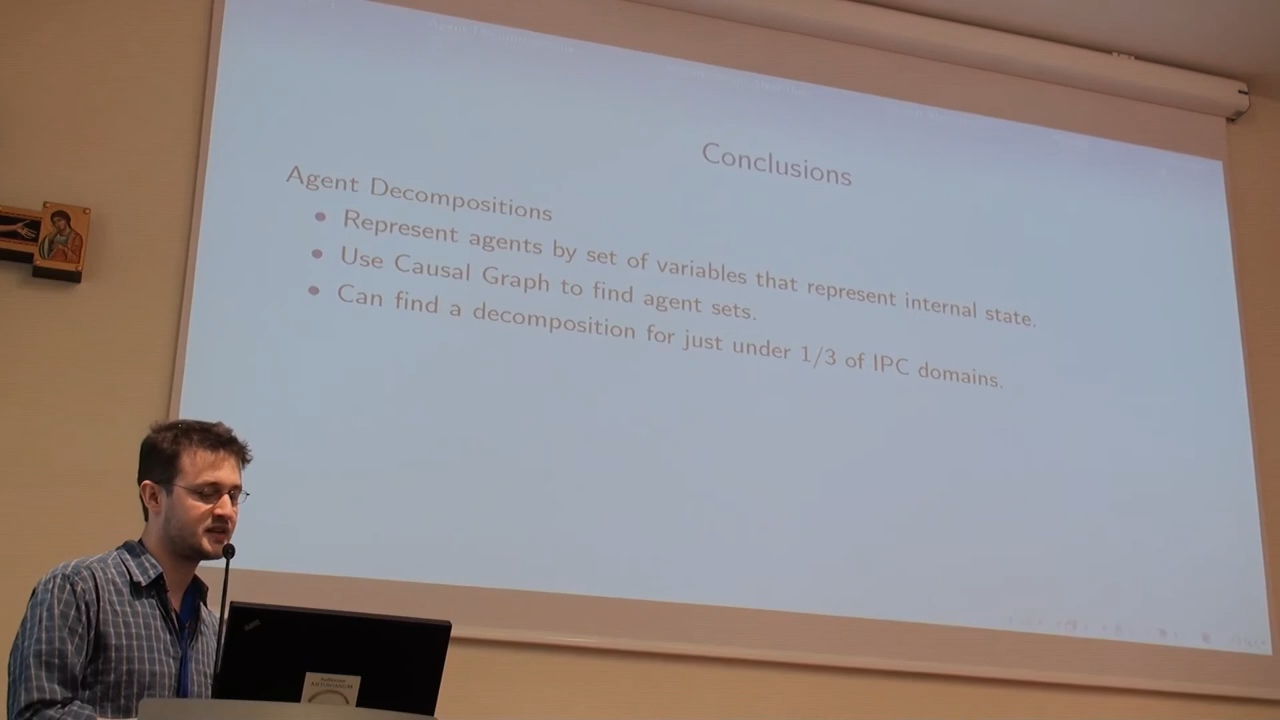 Conclusions
Agent Decompositions
Represent agents by set of variables that represent internal state.
Use Causal Graph to find agent sets.
Can find a decomposition for just under 1/3 of IPC domains.